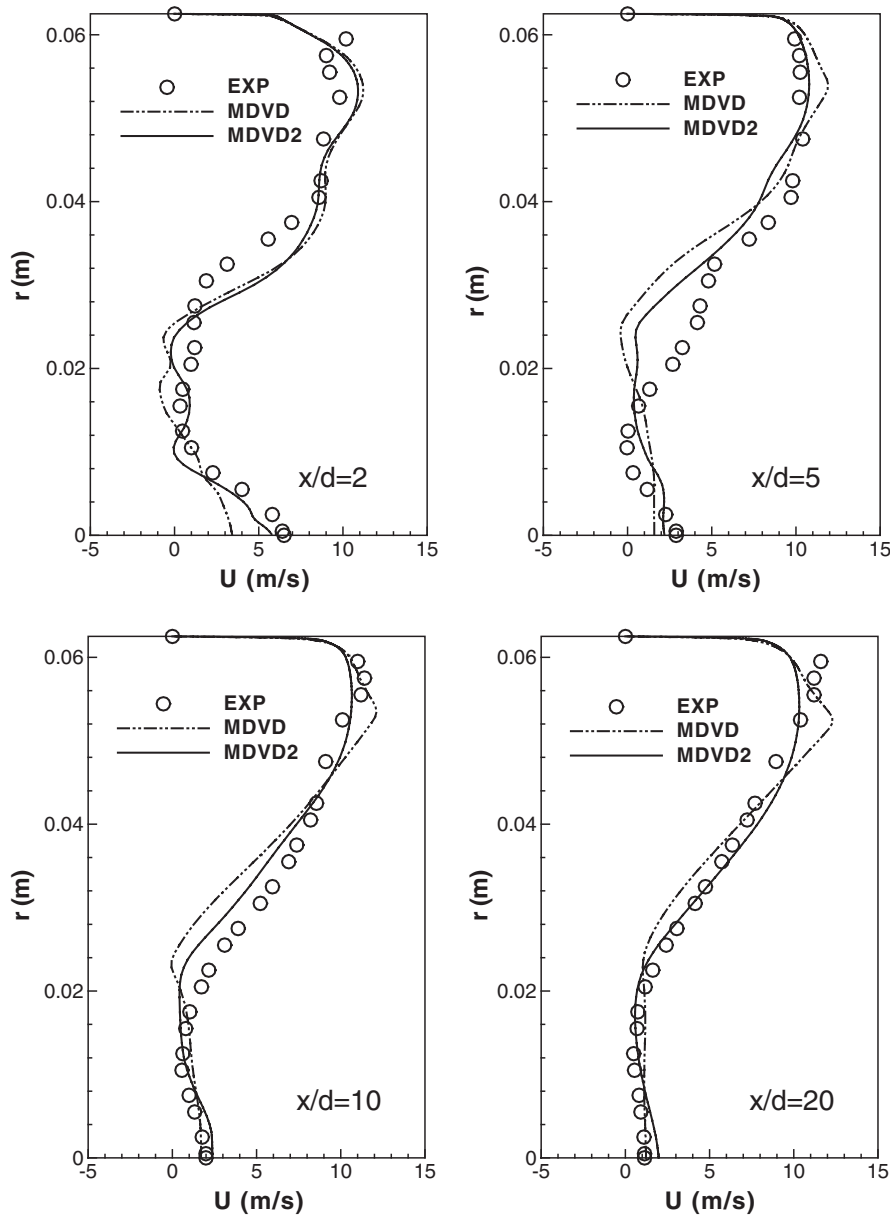 0.06
EXP
MDVD
MDVD2
0.04
r (m)
0.02
x/d=2
0
-5 0 5 10 15
U (m/s)
0.06
EXP
MDVD
MDVD2
0.04
r (m)
0.02
x/d=5
0
-5 0 5 10 15
U (m/s)
0.06
EXP
MDVD
MDVD2
0.04
r (m)
0.02
x/d=10
0
-5 0 5 10 15
U (m/s)
0.06
EXP
MDVD
MDVD2
0.04
r (m)
0.02
x/d=20
0
-5 0 5 10 15
U (m/s)